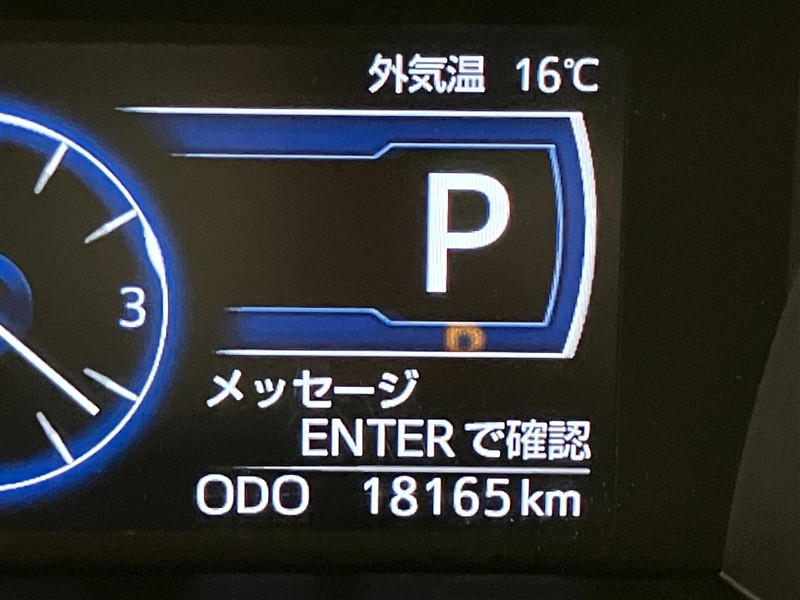 外気温 16℃
P
3
メッセージ
ENTERで確認
ODO 18165km